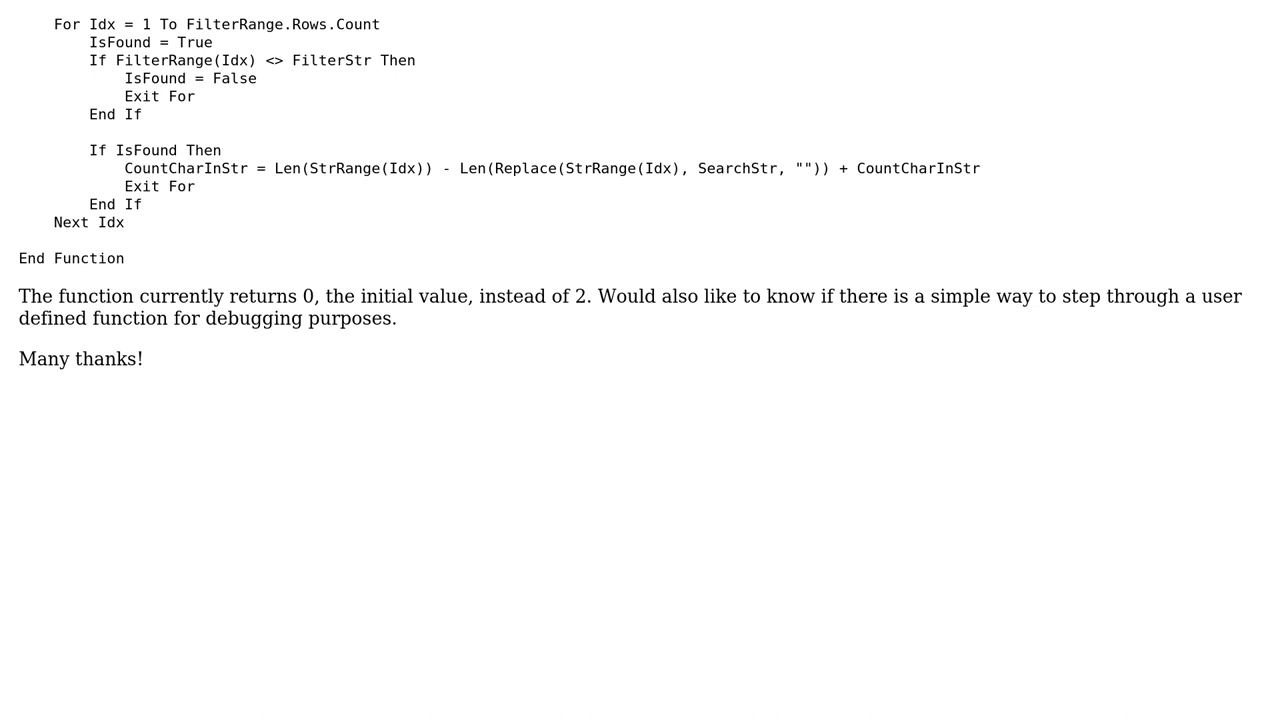 For Idx = 1 To FilterRange.Rows.Count
        IsFound = True
        If FilterRange(Idx) <> FilterStr Then
            IsFound = False
            Exit For
        End If

        If IsFound Then
            CountCharInStr = Len(StrRange(Idx)) - Len(Replace(StrRange(Idx), SearchStr, "")) + CountCharInStr
            Exit For
        End If
    Next Idx

End Function

The function currently returns 0, the initial value, instead of 2. Would also like to know if there is a simple way to step through a user
defined function for debugging purposes.

Many thanks!